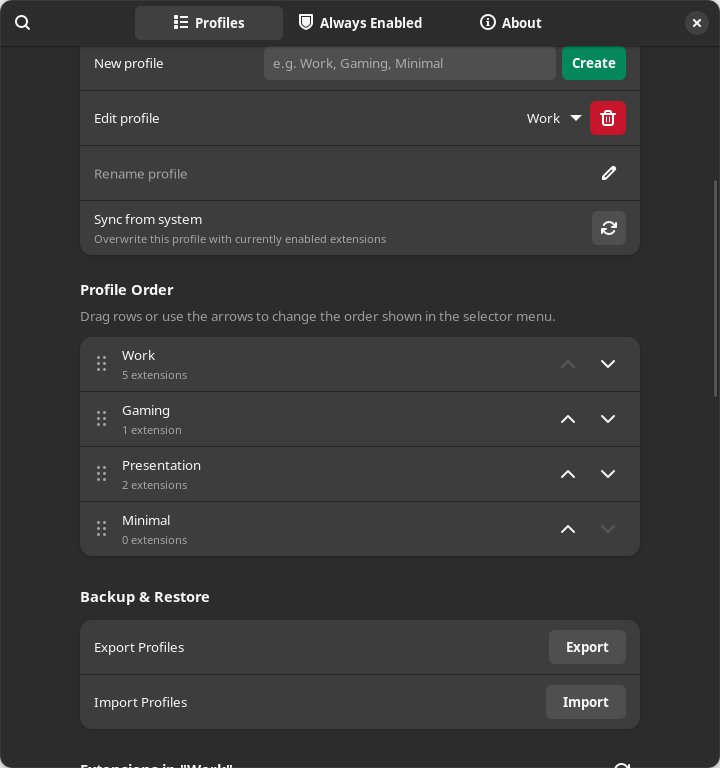 Profiles
Always Enabled
About
New profile
e.g. Work, Gaming, Minimal
Create
Edit profile
Work
Rename profile
Sync from system
Overwrite this profile with currently enabled extensions
Profile Order
Drag rows or use the arrows to change the order shown in the selector menu.
Work
5 extensions
Gaming
1 extension
Presentation
2 extensions
Minimal
0 extensions
Backup & Restore
Export Profiles
Export
Import Profiles
Import
Extensions in "Work"